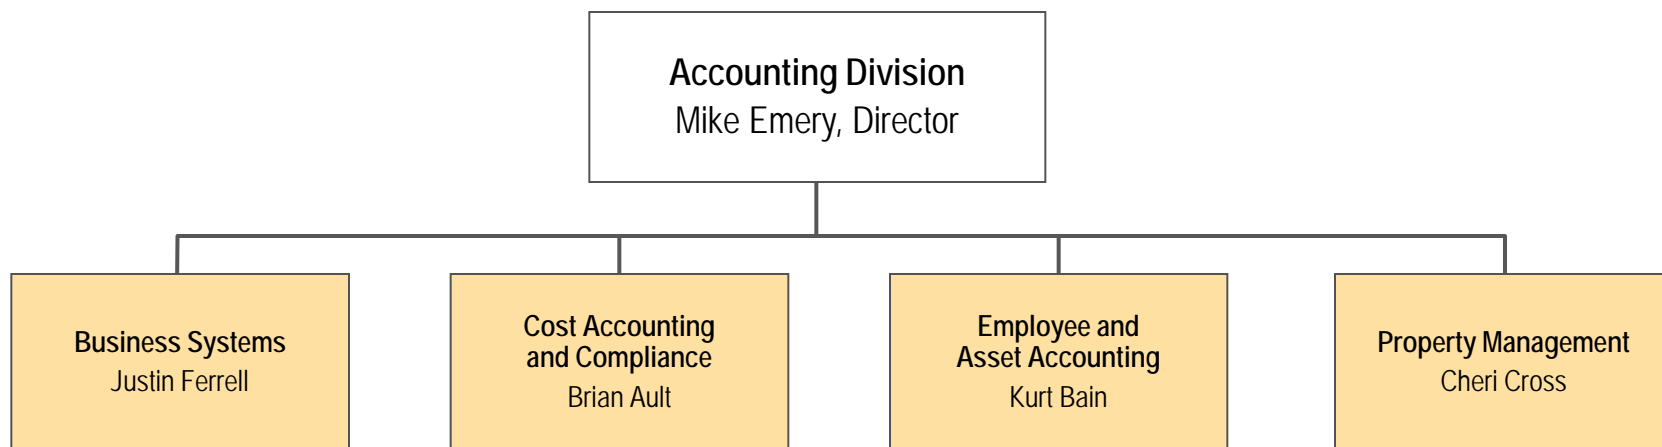 Accounting Division
Mike Emery, Director
Business Systems
Justin Ferrell
Cost Accounting
and Compliance
Brian Ault
Employee and
Asset Accounting
Kurt Bain
Property Management
Cheri Cross